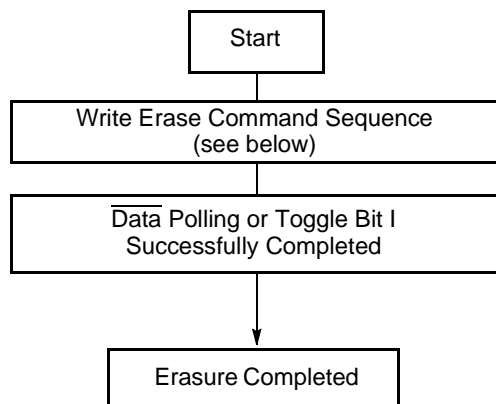 Start
Write Erase Command Sequence
(see below)
Data Polling or Toggle Bit I
Successfully Completed
Erasure Completed